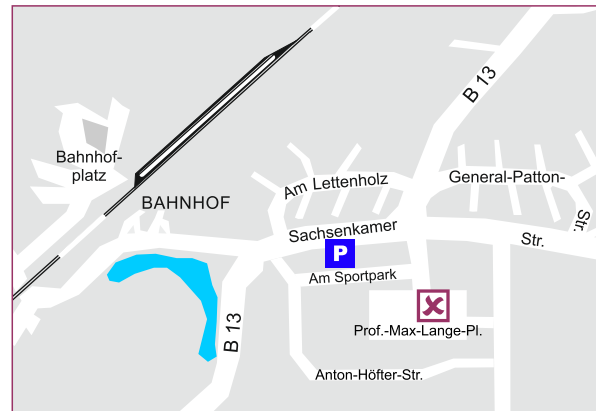 B 13
Bahnhof-
platz
Am Lettenholz
General-Patton-
Str.
BAHNHOF
Sachsenkamer
Str.
P
Am Sportpark
B 13
Prof.-Max-Lange-Pl.
Anton-Höfter-Str.